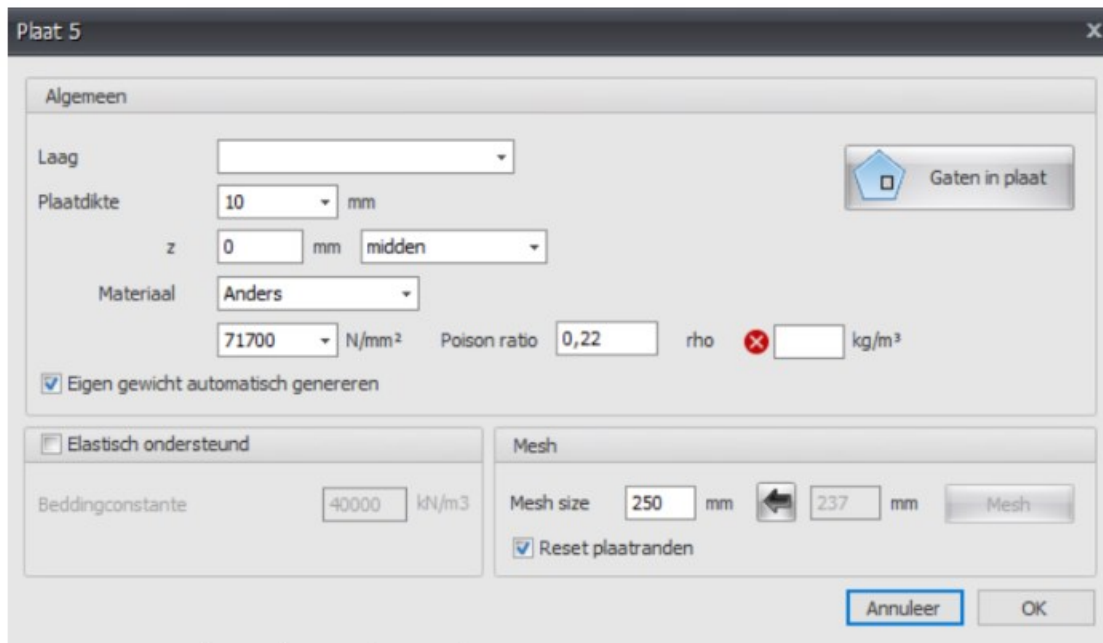 Plaat 5 x
Algemeen
Laag
Gaten in plaat
Plaatdikte 10 mm
z 0 mm midden
Materiaal Anders
71700 N/mm² Poison ratio 0,22 rho kg/m³
Eigen gewicht automatisch genereren
Elastisch ondersteund
Beddingconstante 40000 kN/m3
Mesh
Mesh size 250 mm 237 mm Mesh
Reset plaatranden
Annuleer OK